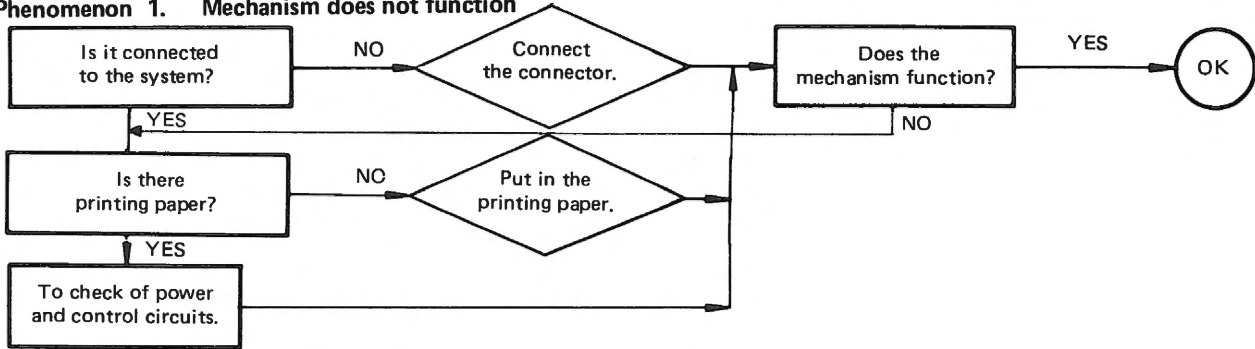 Phenomenon 1. Mechanism does not function
Is it connected
to the system?
NO
Connect
the connector.
Does the
mechanism function?
YES
OK
YES
NO
Is there
printing paper?
NO
Put in the
printing paper.
YES
To check of power
and control circuits.